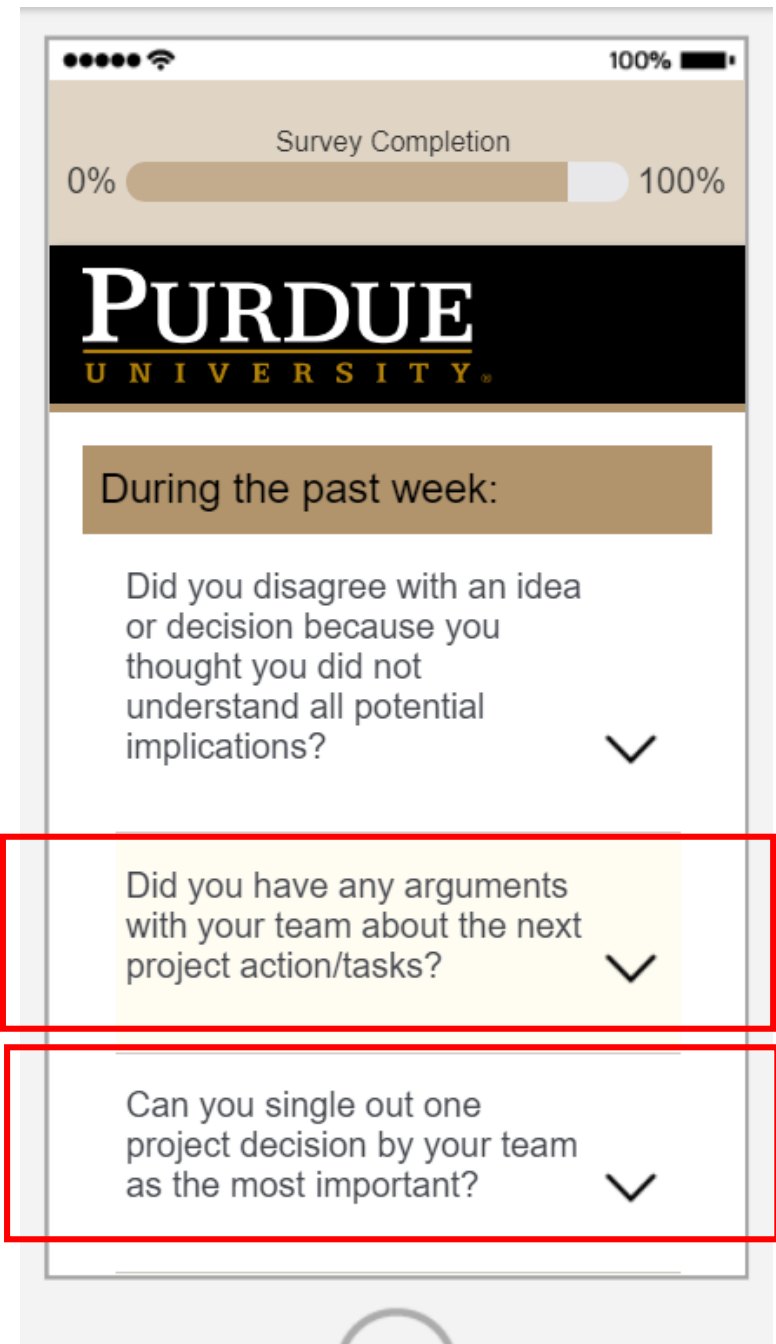 100%
Survey Completion
0% 100%
PURDUE
UNIVERSITY®
During the past week:
Did you disagree with an idea
or decision because you
thought you did not
understand all potential
implications?
Did you have any arguments
with your team about the next
project action/tasks?
Can you single out one
project decision by your team
as the most important?